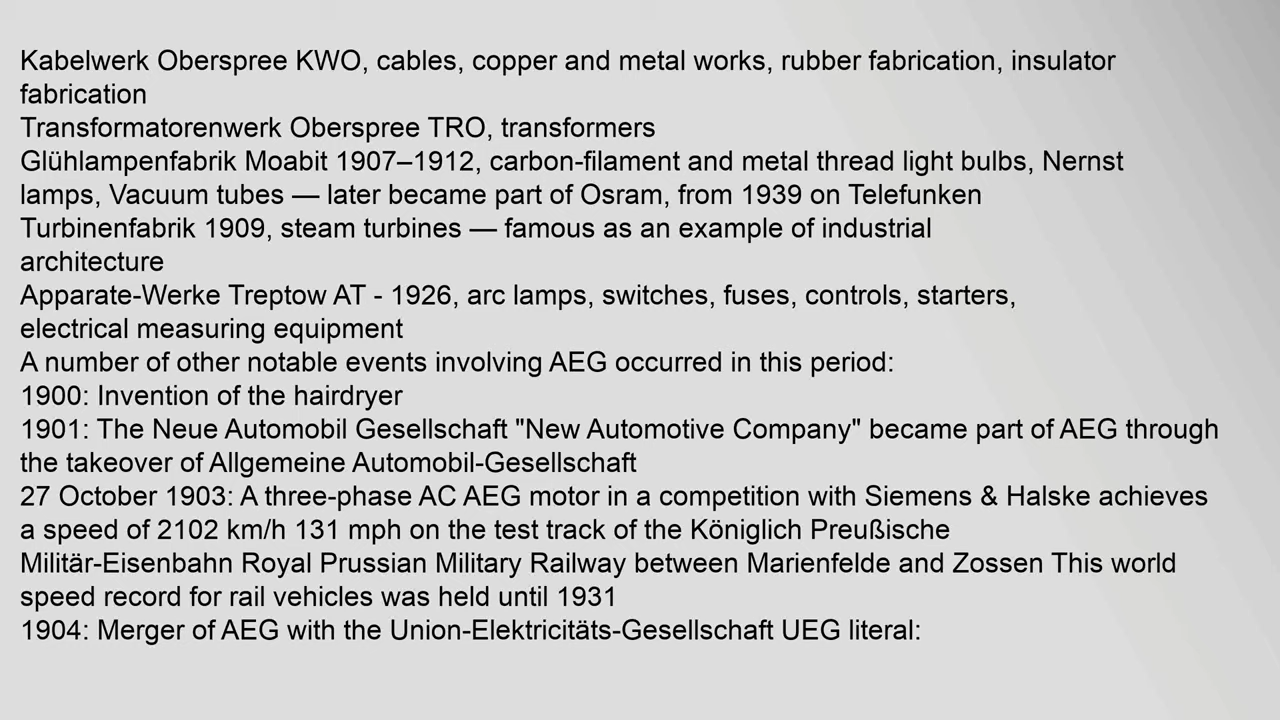 Kabelwerk Oberspree KWO, cables, copper and metal works, rubber fabrication, insulator
fabrication
Transformatorenwerk Oberspree TRO, transformers
Glühlampenfabrik Moabit 1907–1912, carbon-filament and metal thread light bulbs, Nernst
lamps, Vacuum tubes — later became part of Osram, from 1939 on Telefunken
Turbinenfabrik 1909, steam turbines — famous as an example of industrial
architecture
Apparate-Werke Treptow AT - 1926, arc lamps, switches, fuses, controls, starters,
electrical measuring equipment
A number of other notable events involving AEG occurred in this period:
1900: Invention of the hairdryer
1901: The Neue Automobil Gesellschaft "New Automotive Company" became part of AEG through
the takeover of Allgemeine Automobil-Gesellschaft
27 October 1903: A three-phase AC AEG motor in a competition with Siemens & Halske achieves
a speed of 2102 km/h 131 mph on the test track of the Königlich Preußische
Militär-Eisenbahn Royal Prussian Military Railway between Marienfelde and Zossen This world
speed record for rail vehicles was held until 1931
1904: Merger of AEG with the Union-Elektricitäts-Gesellschaft UEG literal: